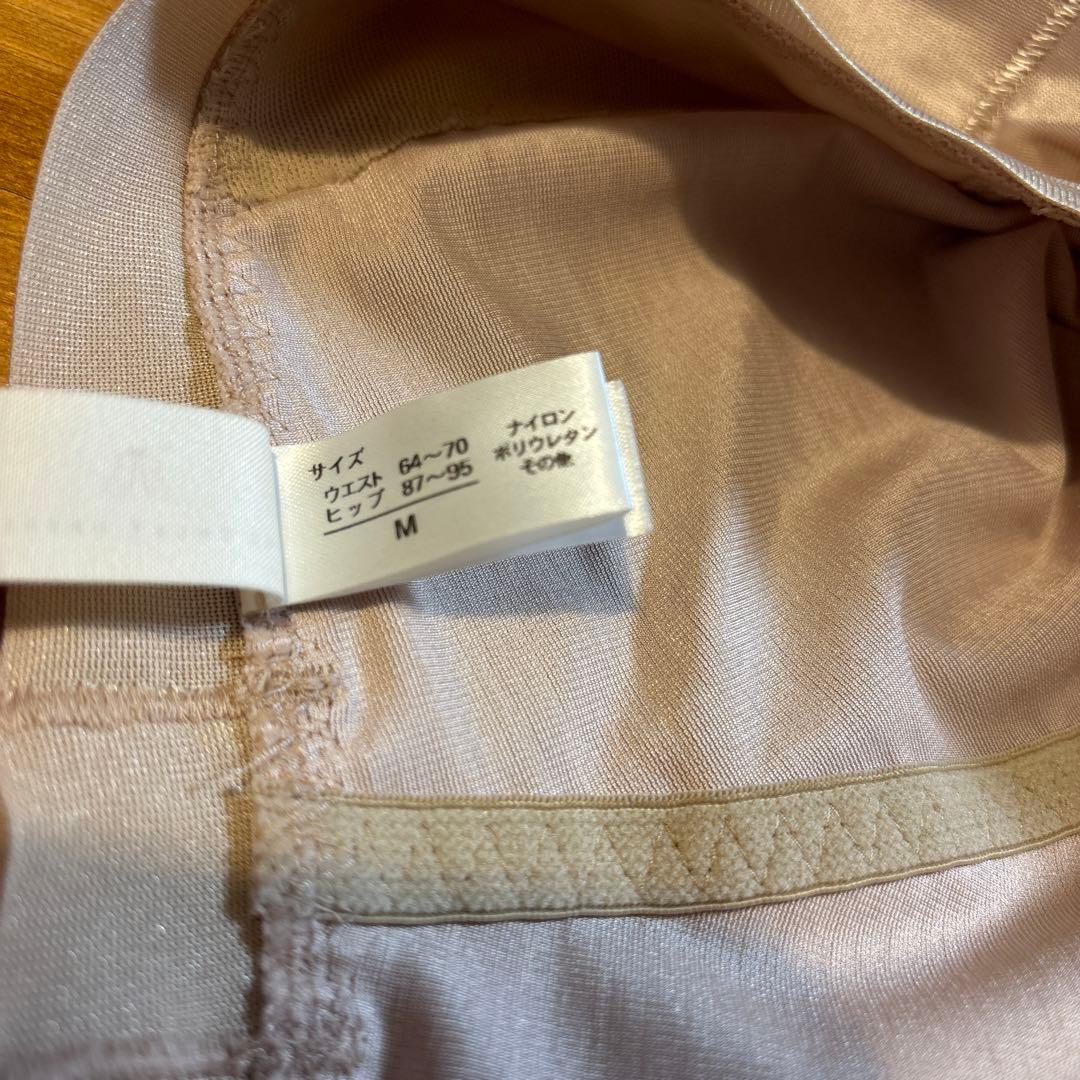 サイズ
ウエスト 64～70
ヒップ 87～95
M
ナイロン
ポリウレタン
その他